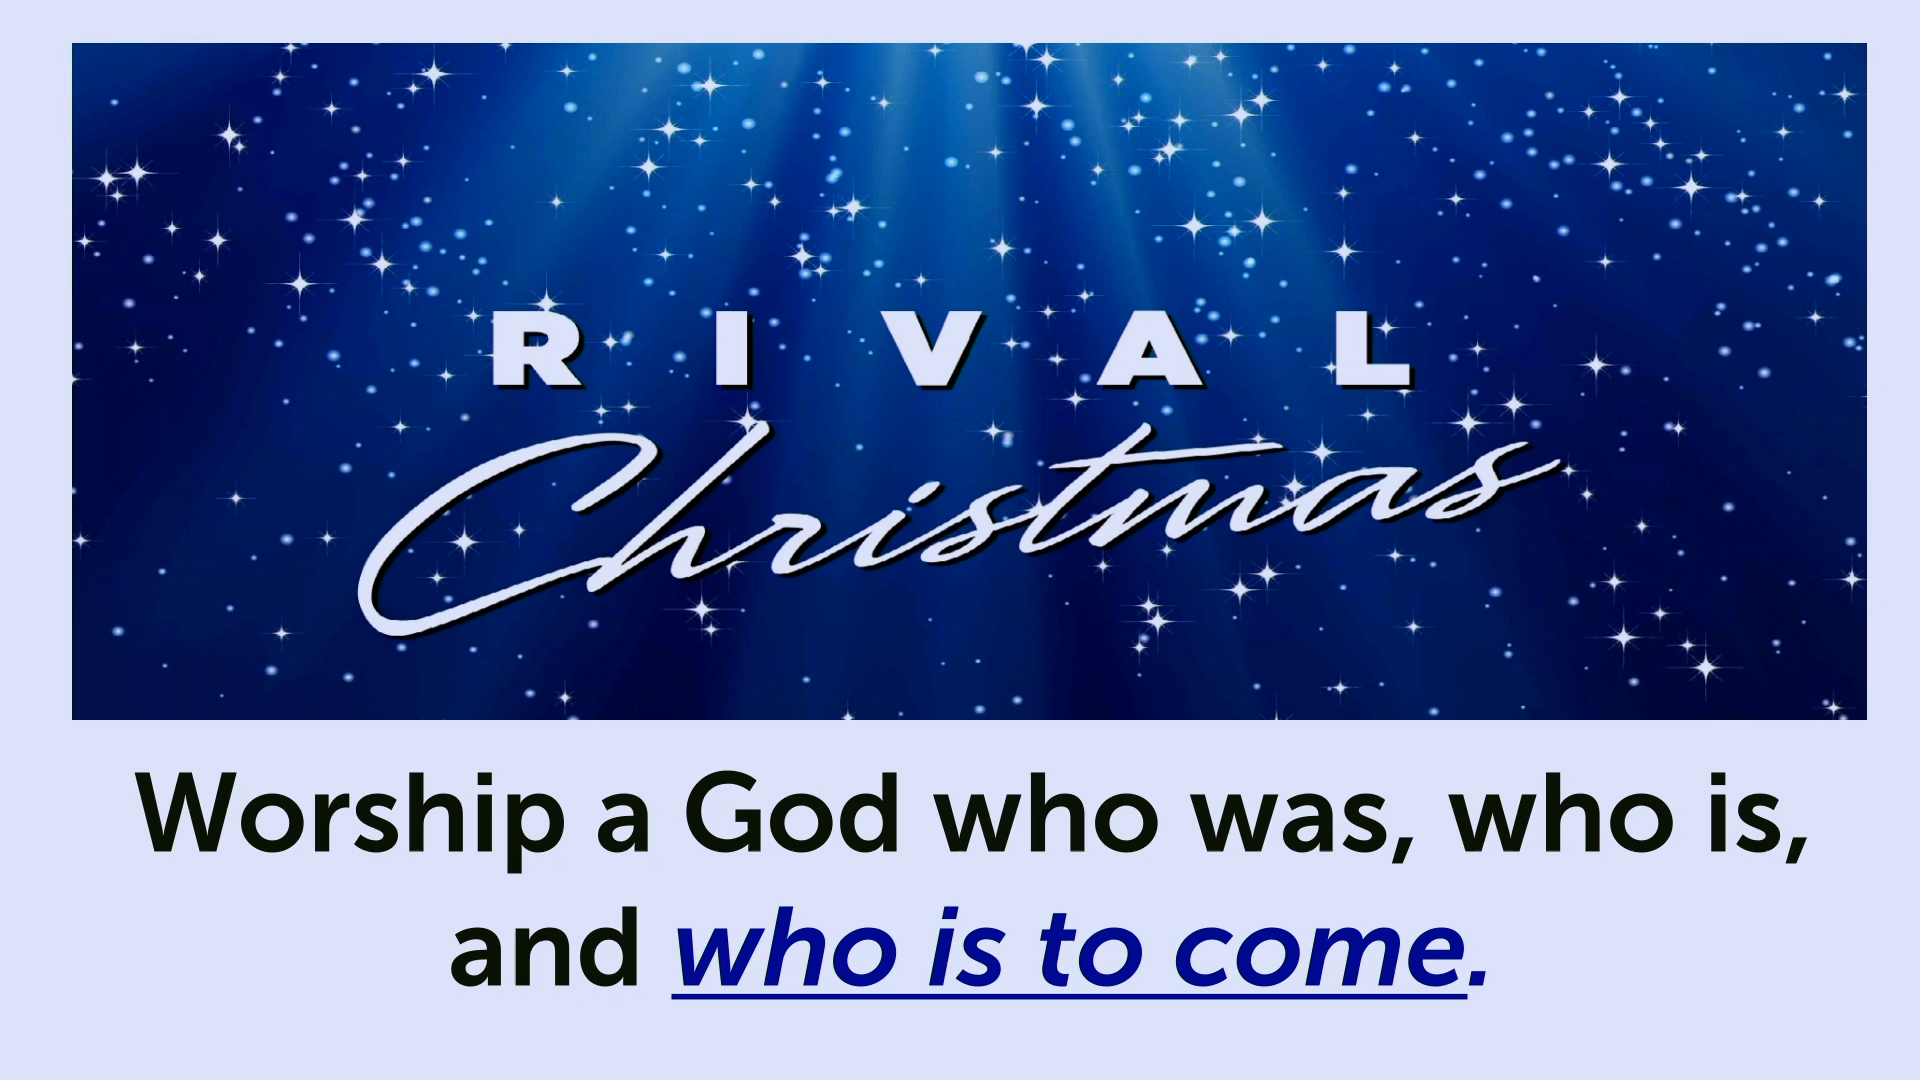 RIVAL
Christmas
Worship a God who was, who is,
and who is to come.